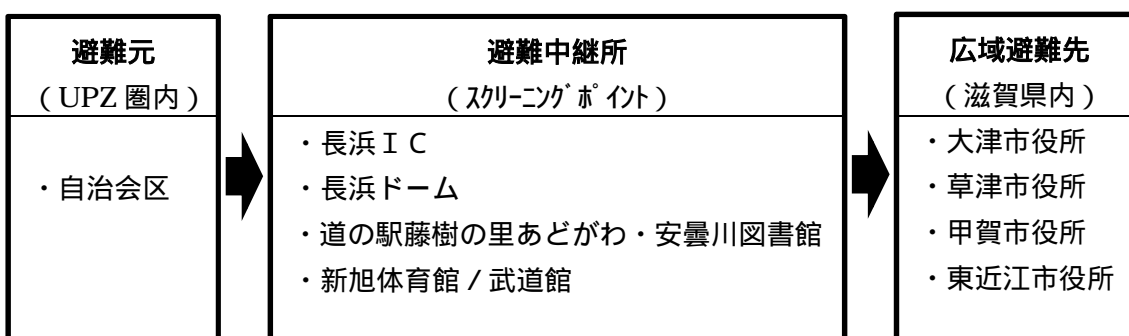 避難元
（UPZ 圏内）
・自治会区
避難中継所
（ｽｸﾘｰﾆﾝｸﾞﾎﾟｲﾝﾄ）
・長浜ＩＣ
・長浜ドーム
・道の駅藤樹の里あどがわ・安曇川図書館
・新旭体育館／武道館
広域避難先
（滋賀県内）
・大津市役所
・草津市役所
・甲賀市役所
・東近江市役所